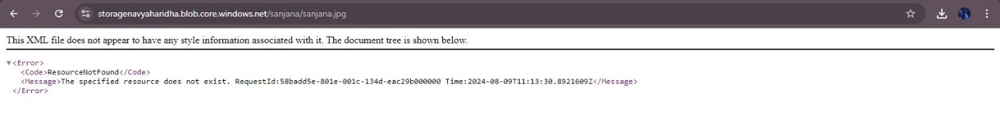 storagenavyaharidha.blob.core.windows.net/sanjana/sanjana.jpg
This XML file does not appear to have any style information associated with it. The document tree is shown below.
▼<Error>
<Code>ResourceNotFound</Code>
<Message>The specified resource does not exist. RequestId:58badd5e-801e-001c-134d-eac29b000000 Time:2024-08-09T11:13:30.8921609Z</Message>
</Error>